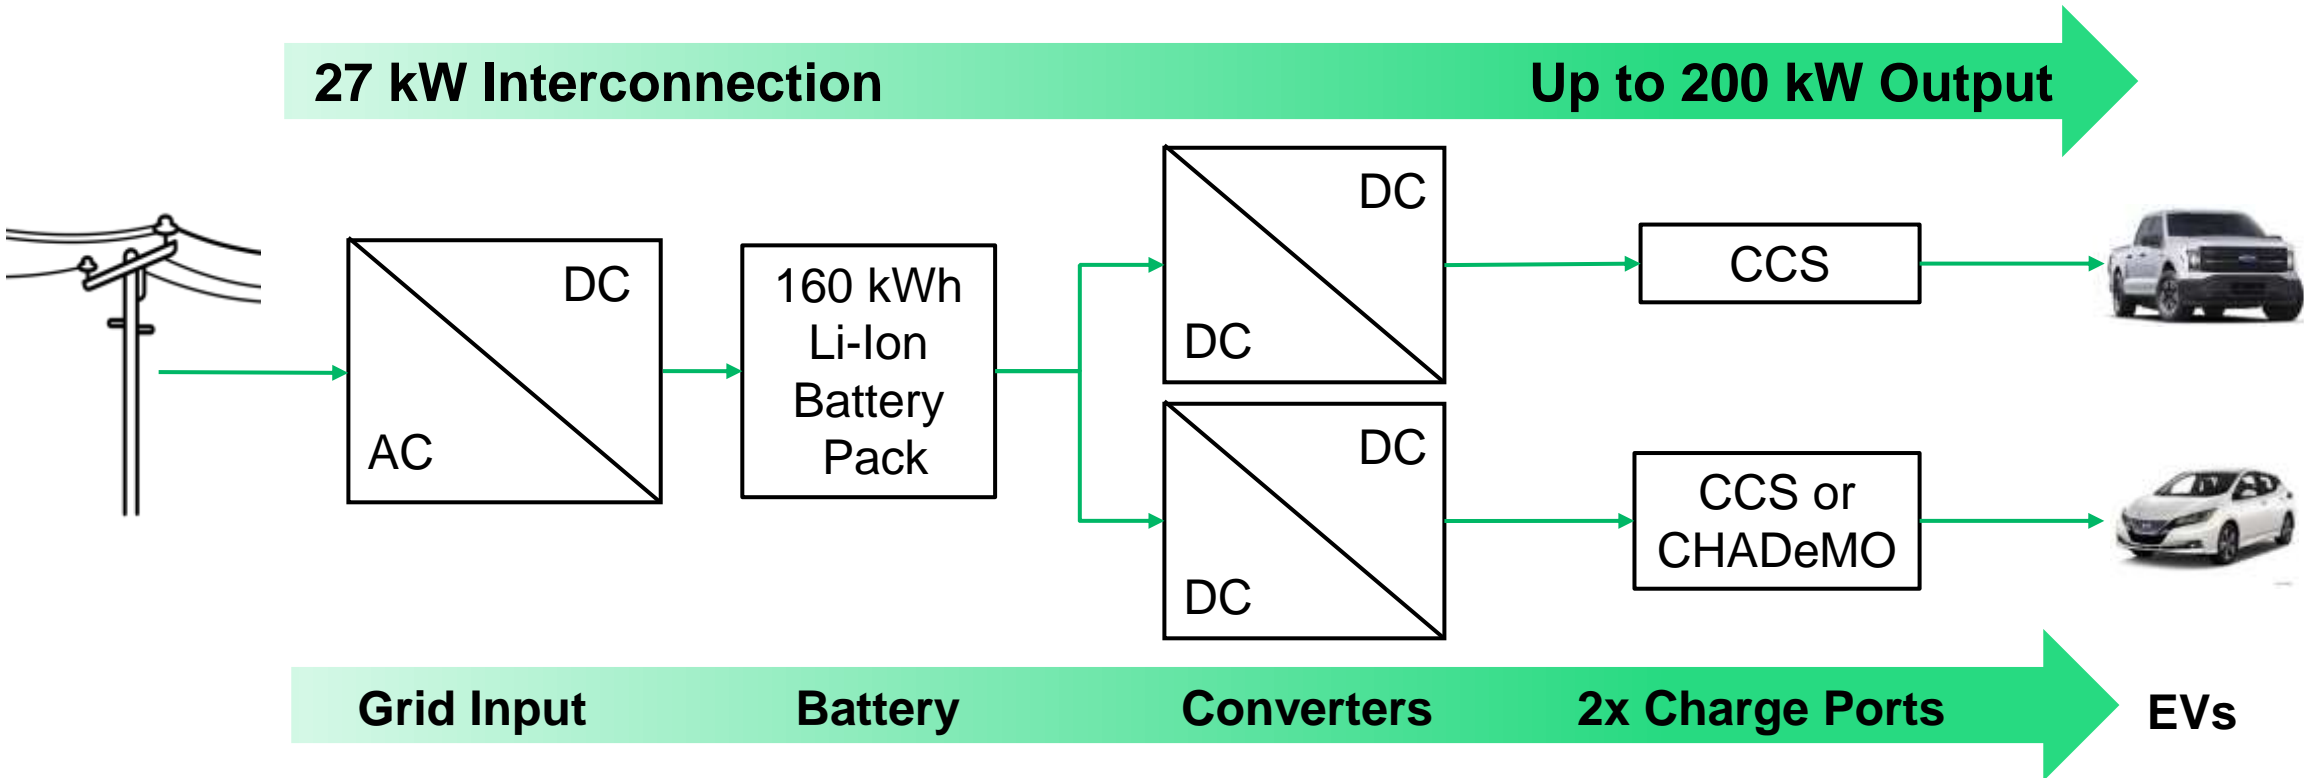 27 kW Interconnection
Up to 200 kW Output
DC
AC
160 kWh
Li-Ion
Battery
Pack
DC
DC
CCS
DC
DC
CCS or
CHADeMO
Grid Input
Battery
Converters
2x Charge Ports
EVs